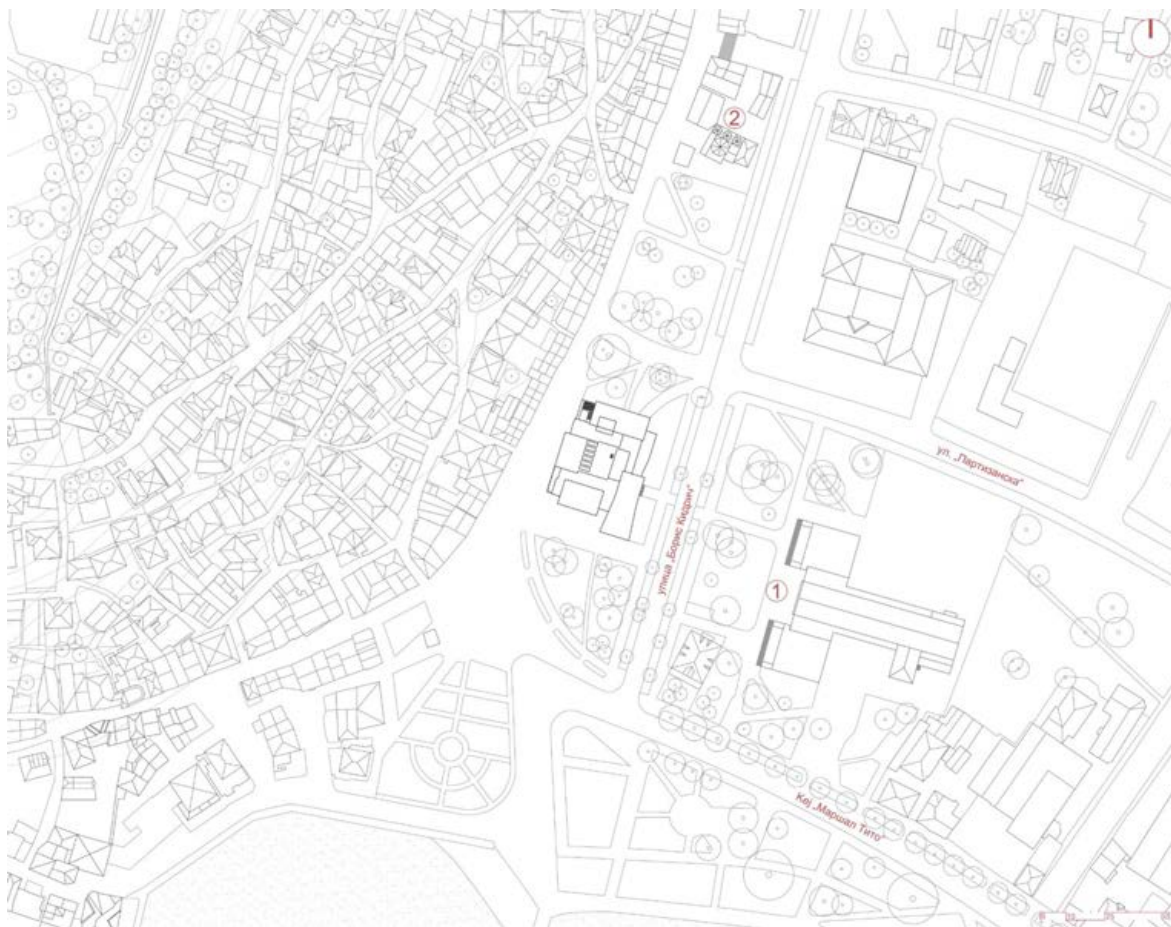 2
ул. „Партизанска“
улица „Борис Кидрич“
1
Кеј „Маршал Тито“